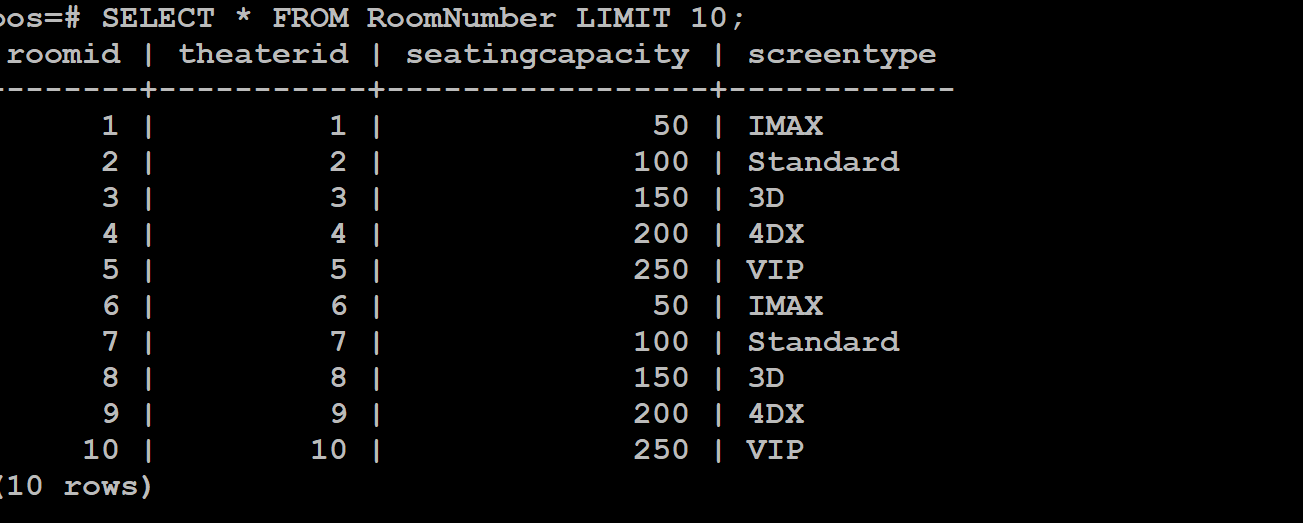 oos=# SELECT * FROM RoomNumber LIMIT 10;
roomid | theaterid | seatingcapacity | screentype
--------+-----------+-----------------+------------
1 | 1 | 50 | IMAX
2 | 2 | 100 | Standard
3 | 3 | 150 | 3D
4 | 4 | 200 | 4DX
5 | 5 | 250 | VIP
6 | 6 | 50 | IMAX
7 | 7 | 100 | Standard
8 | 8 | 150 | 3D
9 | 9 | 200 | 4DX
10 | 10 | 250 | VIP
(10 rows)